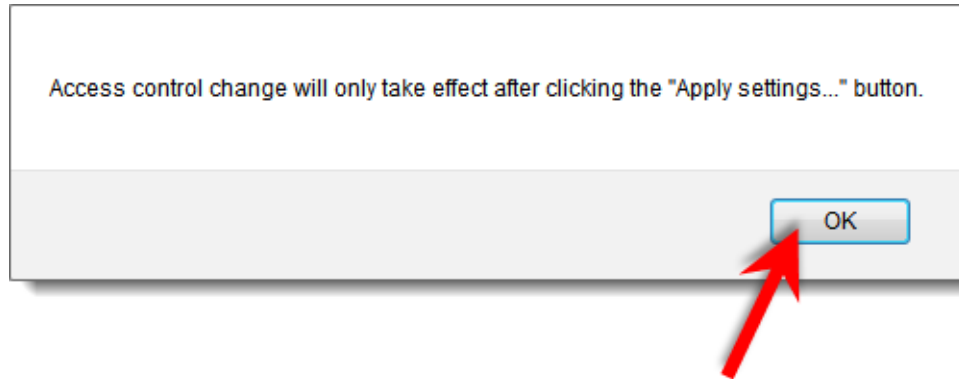 Access control change will only take effect after clicking the "Apply settings..." button.
OK